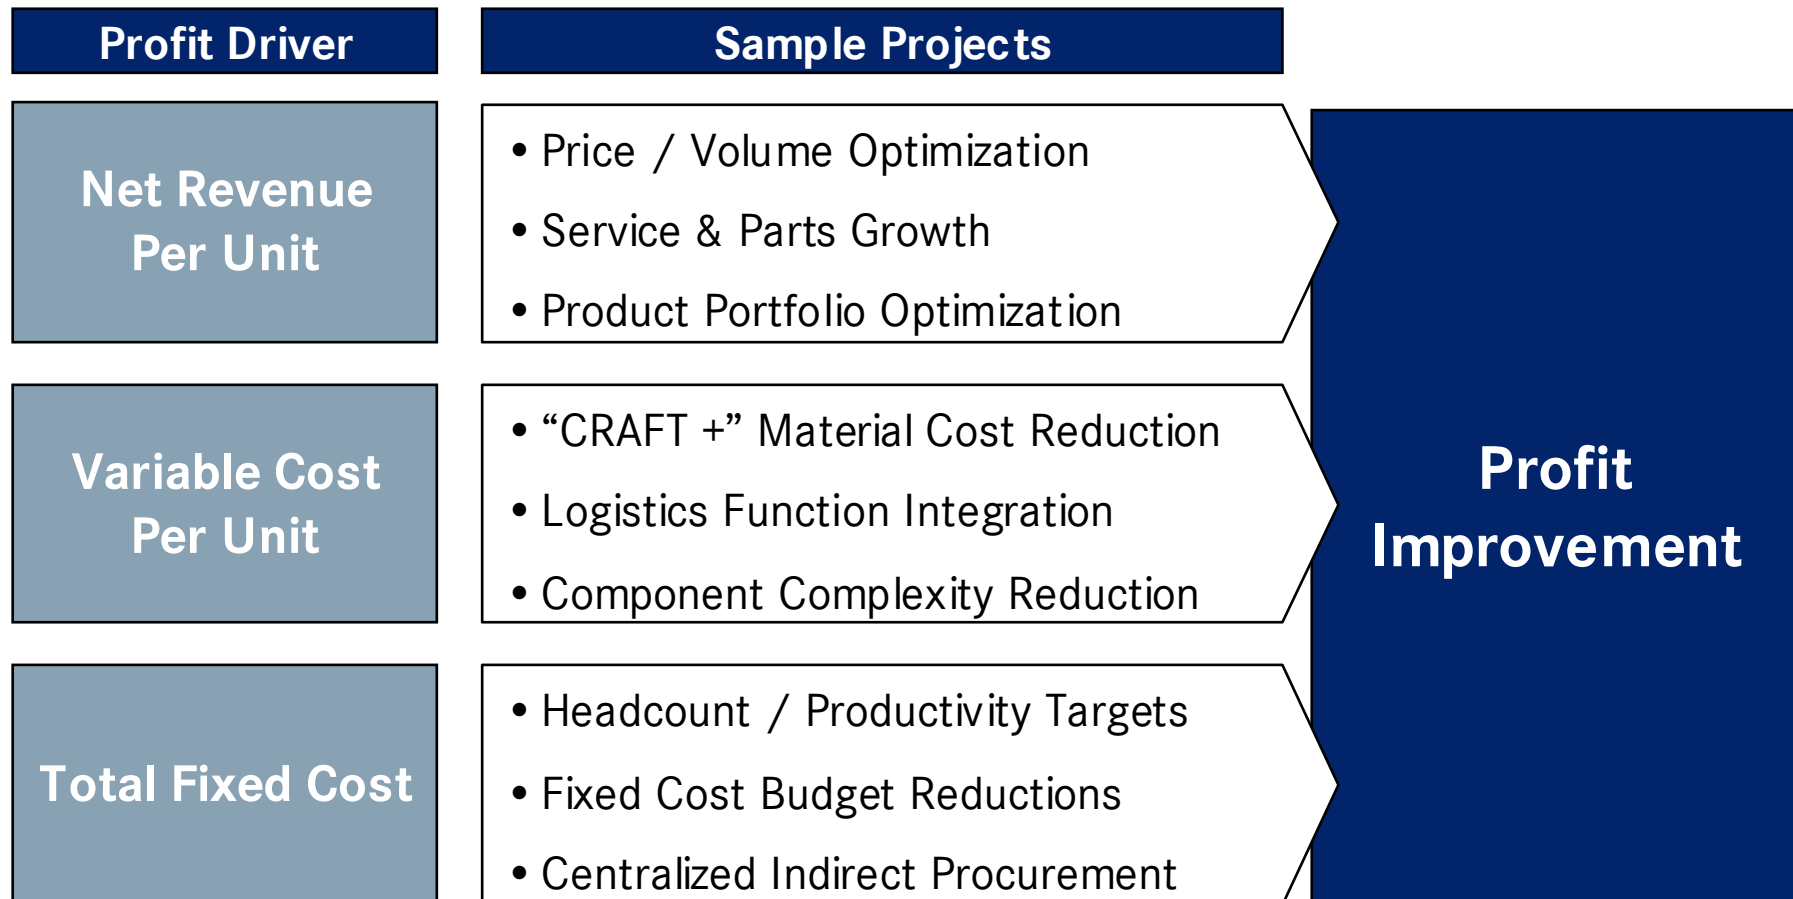 Profit Driver
Sample Projects
Net Revenue
Per Unit
• Price / Volume Optimization
• Service & Parts Growth
• Product Portfolio Optimization
Variable Cost
Per Unit
• “CRAFT +” Material Cost Reduction
• Logistics Function Integration
• Component Complexity Reduction
Total Fixed Cost
• Headcount / Productivity Targets
• Fixed Cost Budget Reductions
• Centralized Indirect Procurement
Profit
Improvement